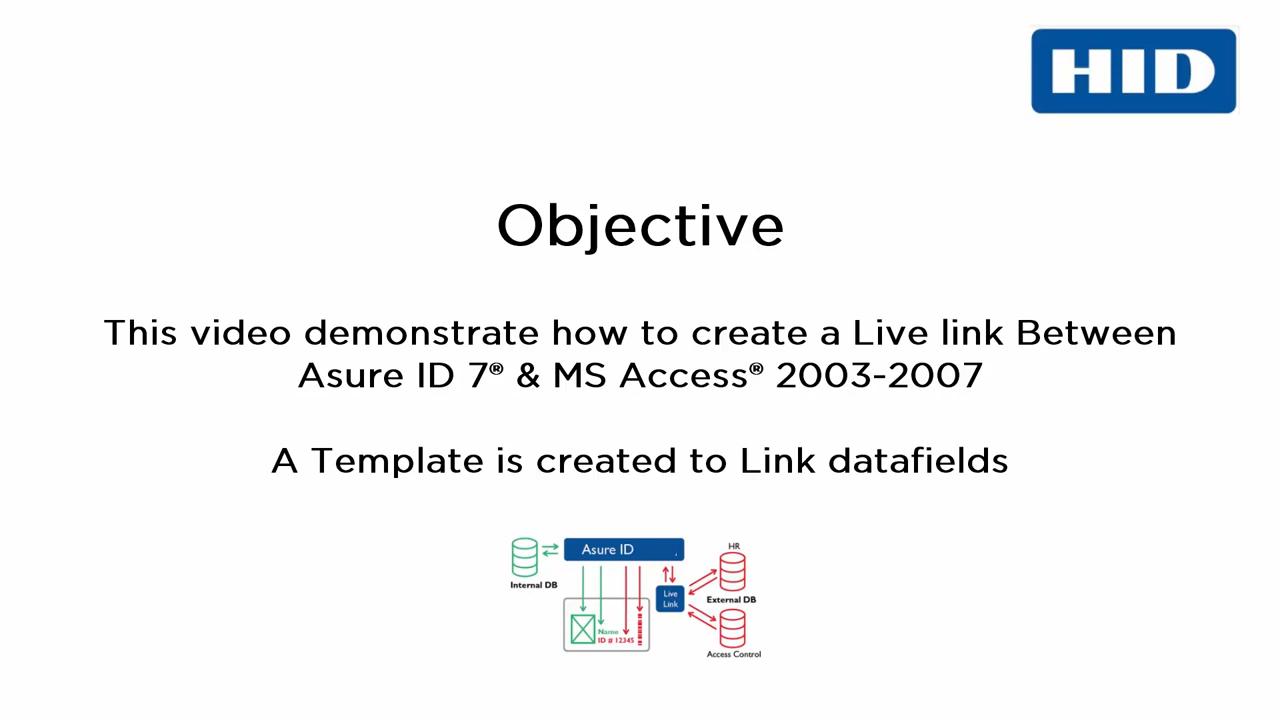 HID
Objective
This video demonstrate how to create a Live link Between
Asure ID 7® & MS Access® 2003-2007
A Template is created to Link datafields
Asure ID
HR
Internal DB
Live
Link
External DB
Name
ID # 12345
Access Control